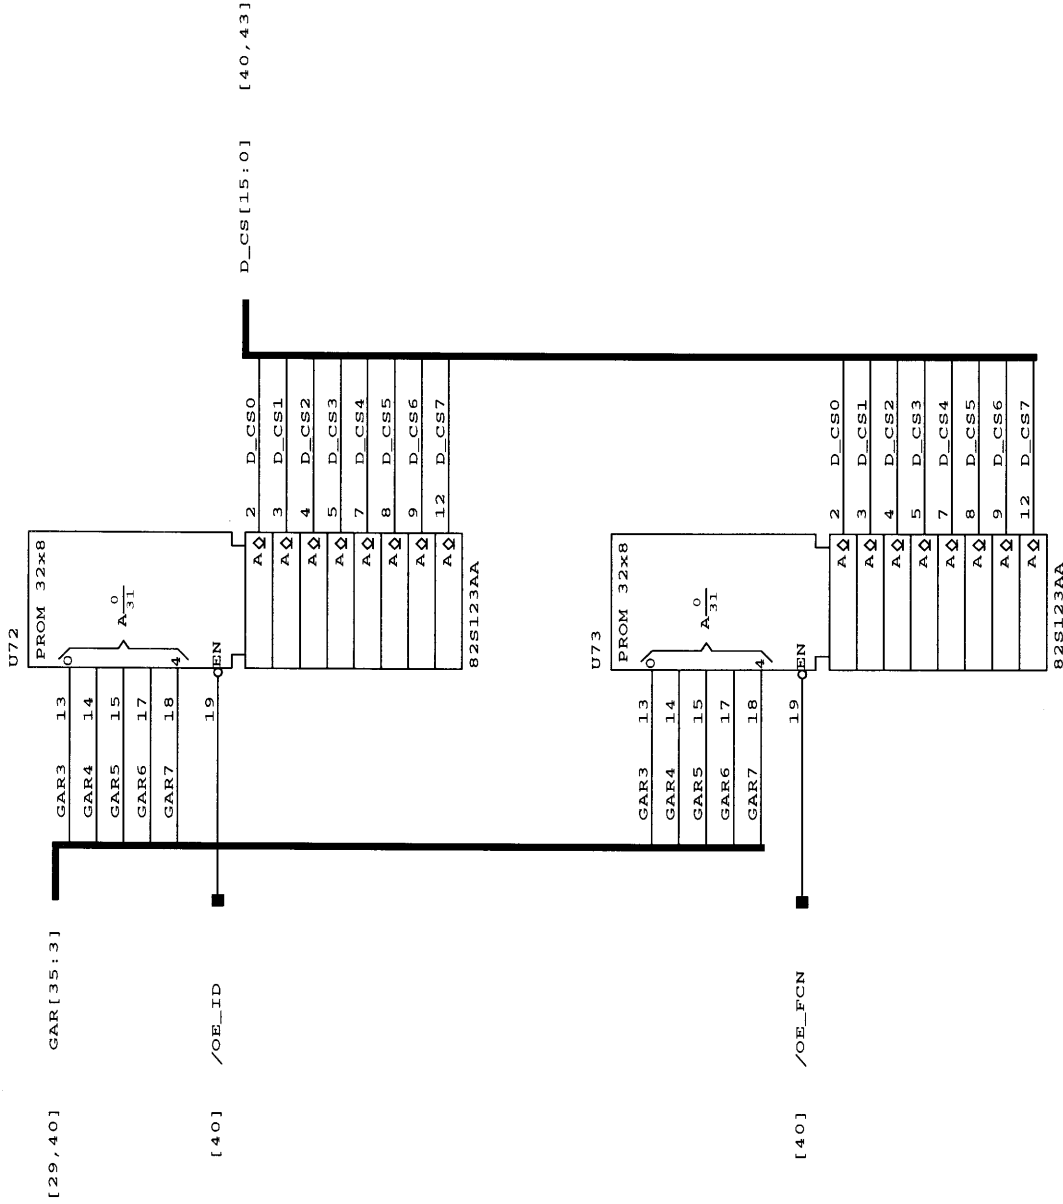 [29,40] GAR[35:3]
[40] /OE_ID
GAR3 13
GAR4 14
GAR5 15
GAR6 17
GAR7 18
19
U72
PROM 32x8
0
4
A 0
31
EN
A
A
A
A
A
A
A
A
82S123AA
2 D_CS0
3 D_CS1
4 D_CS2
5 D_CS3
7 D_CS4
8 D_CS5
9 D_CS6
12 D_CS7
D_CS[15:0] [40,43]
[40] /OE_FCN
GAR3 13
GAR4 14
GAR5 15
GAR6 17
GAR7 18
19
U73
PROM 32x8
0
4
A 0
31
EN
A
A
A
A
A
A
A
A
82S123AA
2 D_CS0
3 D_CS1
4 D_CS2
5 D_CS3
7 D_CS4
8 D_CS5
9 D_CS6
12 D_CS7